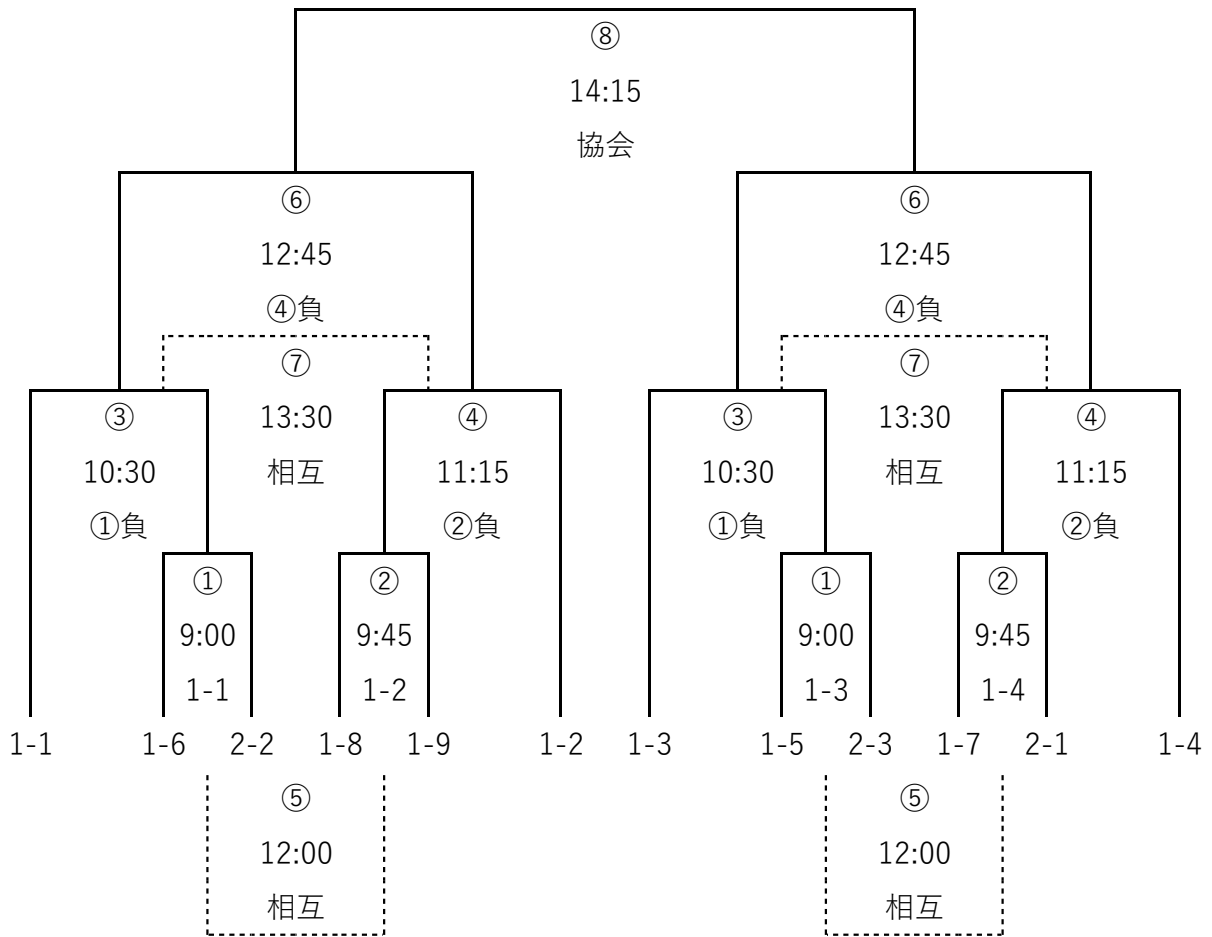 ⑧
14:15
協会
⑥ ⑥
12:45 12:45
④負 ④負
⑦ ⑦
③ 13:30 ④ ③ 13:30 ④
10:30 相互 11:15 10:30 相互 11:15
①負 ②負 ①負 ②負
① ② ① ②
9:00 9:45 9:00 9:45
1-1 1-2 1-3 1-4
1-1 1-6 2-2 1-8 1-9 1-2 1-3 1-5 2-3 1-7 2-1 1-4
⑤ ⑤
12:00 12:00
相互 相互